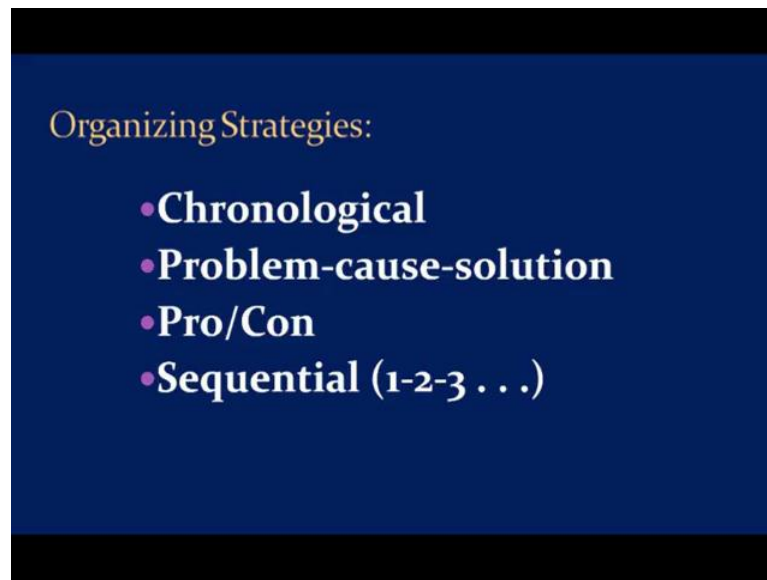 Organizing Strategies:
•Chronological
•Problem-cause-solution
•Pro/Con
•Sequential (1-2-3 . . .)